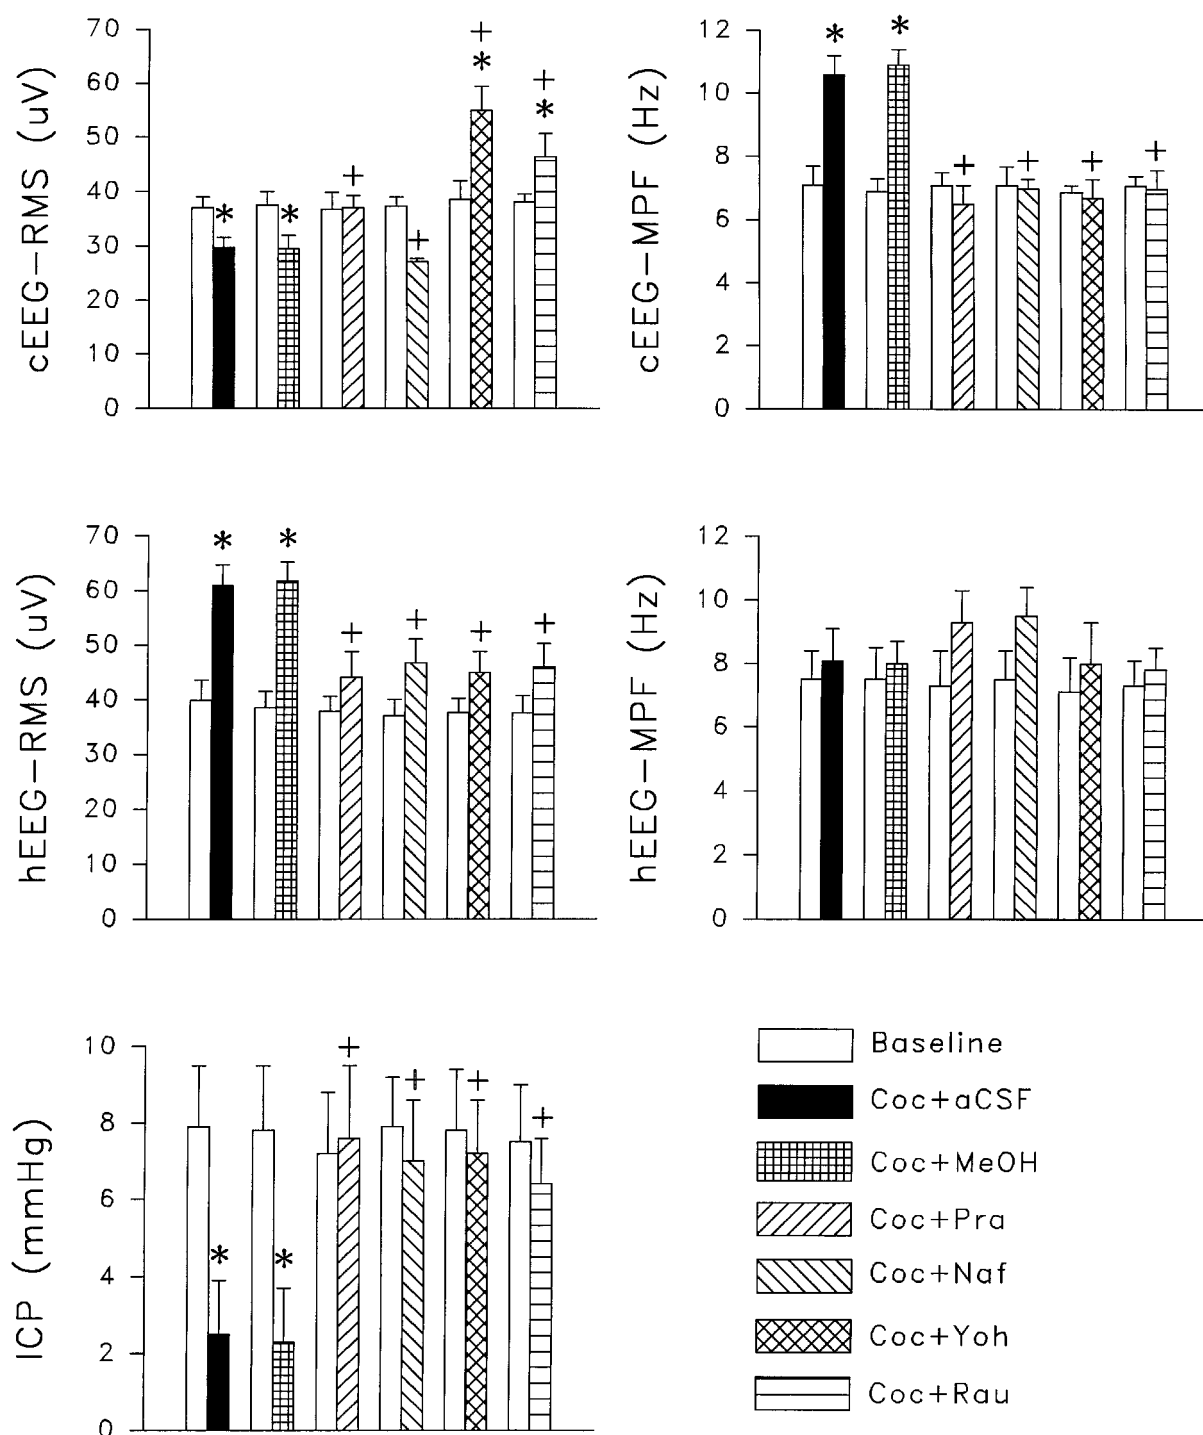 cEEG-RMS (uV)
70
60
50
40
30
20
10
0
* * + + + * + *
cEEG-MPF (Hz)
12
10
8
6
4
2
0
* * + + + +
hEEG-RMS (uV)
70
60
50
40
30
20
10
0
* * + + + +
hEEG-MPF (Hz)
12
10
8
6
4
2
0
ICP (mmHg)
10
8
6
4
2
0
* * + + + +
Baseline
Coc+aCSF
Coc+MeOH
Coc+Pra
Coc+Naf
Coc+Yoh
Coc+Rau